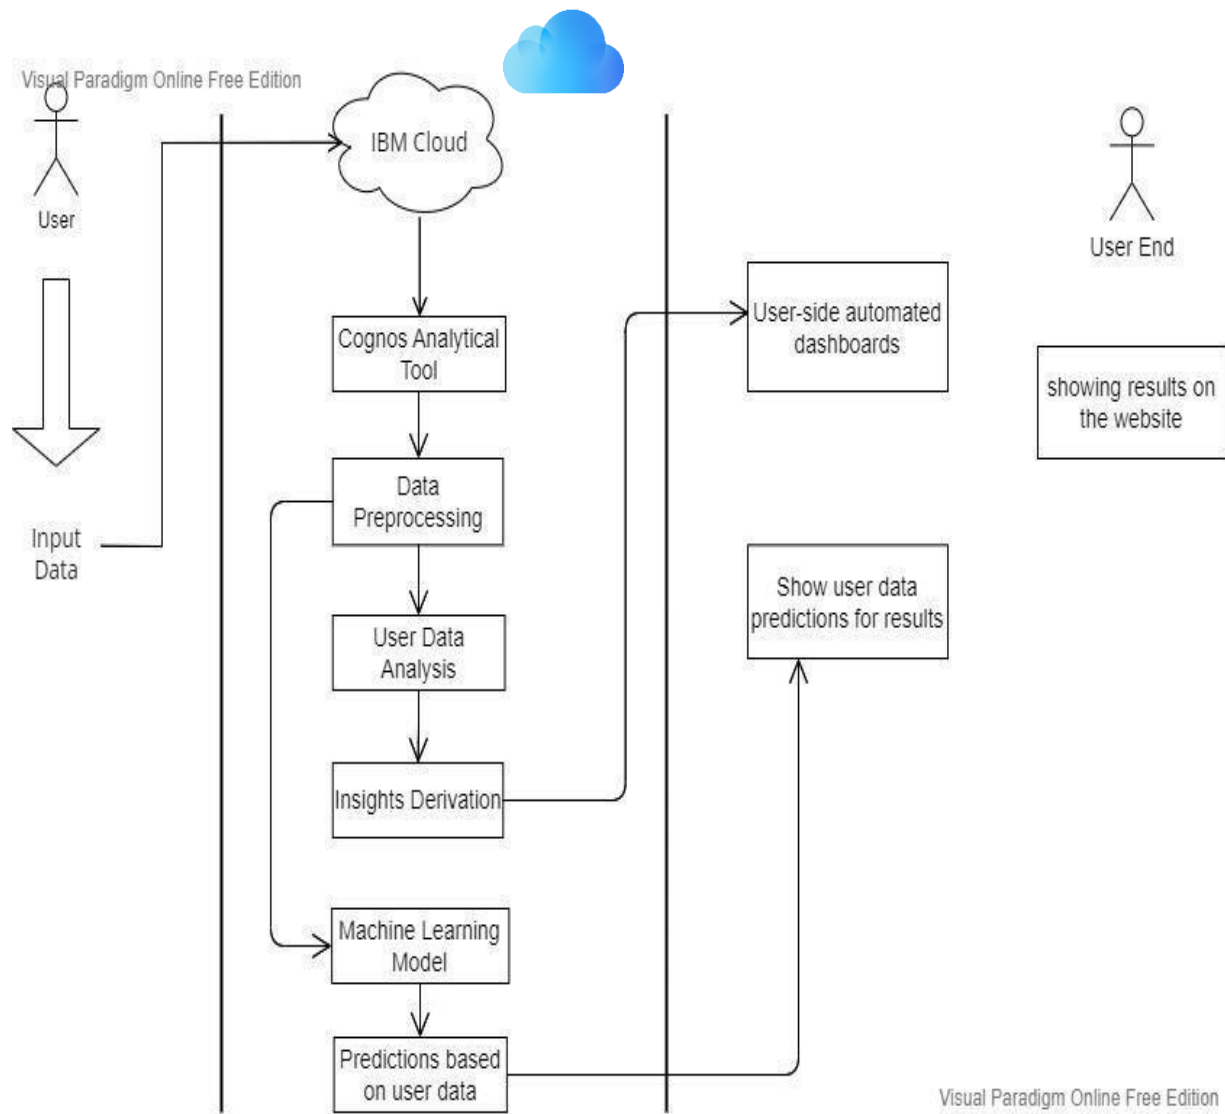 Visual Paradigm Online Free Edition
User
Input
Data
IBM Cloud
Cognos Analytical
Tool
Data
Preprocessing
User Data
Analysis
Insights Derivation
Machine Learning
Model
Predictions based
on user data
User-side automated
dashboards
Show user data
predictions for results
User End
showing results on
the website
Visual Paradigm Online Free Edition